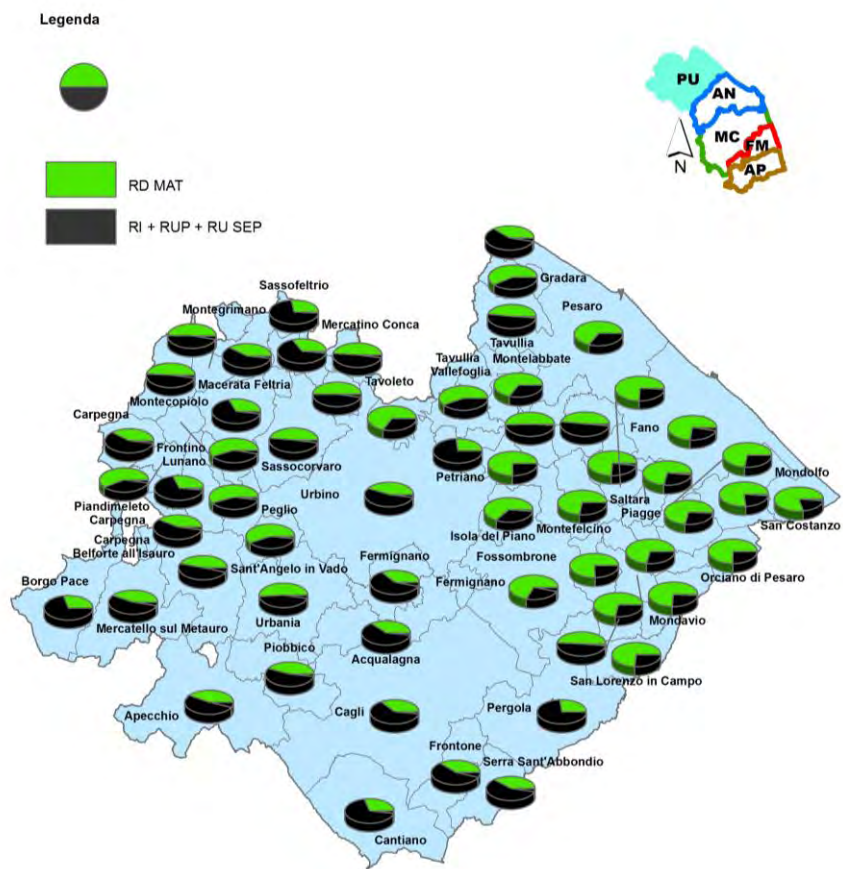 Legenda
RD MAT
RI + RUP + RU SEP
PU
AN
MC
FM
AP
N
Sassofeltrio
Gradara
Montegrimano
Pesaro
Mercatino Conca
Tavullia
Montelabbate
Tavullia
Vallefoglia
Macerata Feltria
Tavoleto
Montecopiolo
Carpegna
Fano
Frontino
Lunano
Sassocorvaro
Petriano
Mondolfo
Urbino
Saltara
Piagge
Piandimeleto
Carpegna
Peglio
Isola del Piano
Montefelcino
San Costanzo
Carpegna
Belforte all'Isauro
Fossombrone
Orciano di Pesaro
Sant'Angelo in Vado
Fermignano
Fermignano
Borgo Pace
Mercatello sul Metauro
Urbania
Mondavio
Piobbico
Acqualagna
San Lorenzo in Campo
Apecchio
Cagli
Pergola
Frontone
Serra Sant'Abbondio
Cantiano